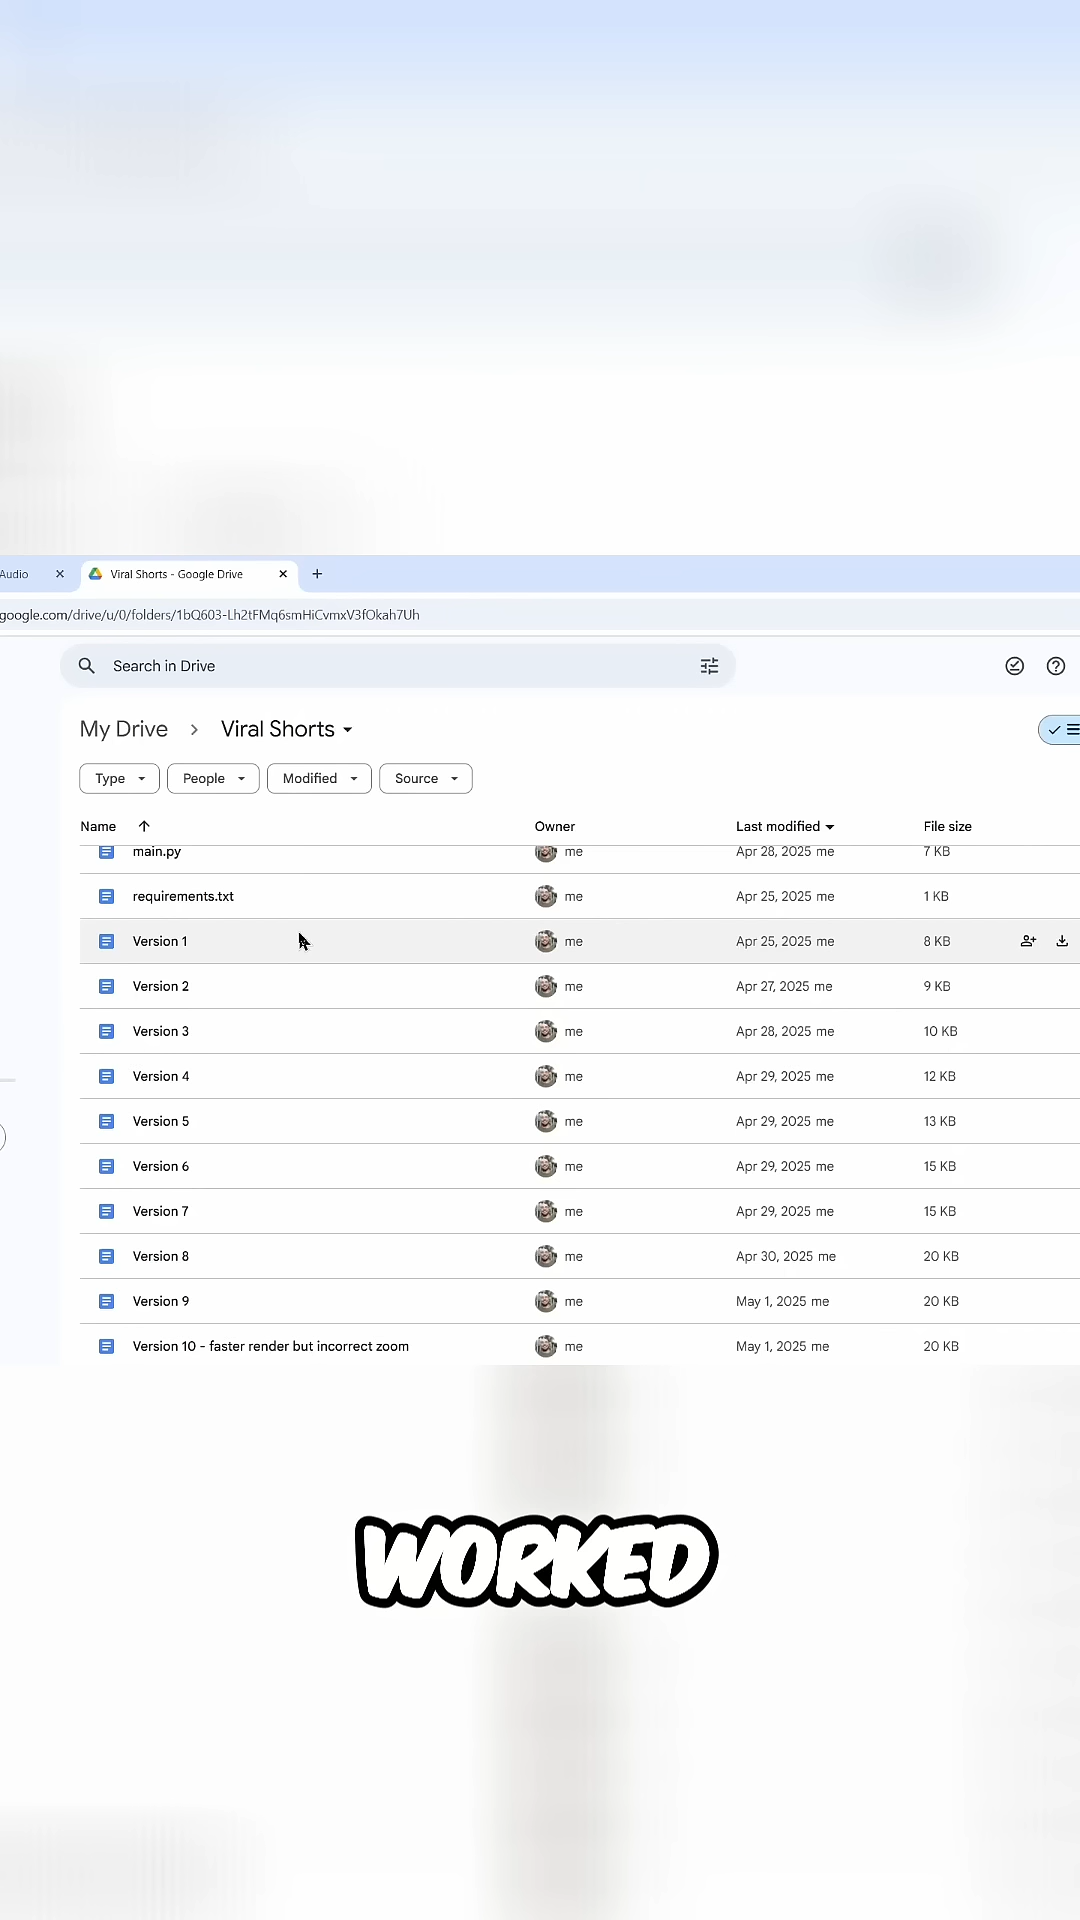 Audio
Viral Shorts - Google Drive
google.com/drive/u/0/folders/1bQ603-Lh2tFMq6smHiCvmxV3fOkah7Uh
Search in Drive
My Drive > Viral Shorts
Type People Modified Source
Name Owner Last modified File size
main.py me Apr 28, 2025 me 7 KB
requirements.txt me Apr 25, 2025 me 1 KB
Version 1 me Apr 25, 2025 me 8 KB
Version 2 me Apr 27, 2025 me 9 KB
Version 3 me Apr 28, 2025 me 10 KB
Version 4 me Apr 29, 2025 me 12 KB
Version 5 me Apr 29, 2025 me 13 KB
Version 6 me Apr 29, 2025 me 15 KB
Version 7 me Apr 29, 2025 me 15 KB
Version 8 me Apr 30, 2025 me 20 KB
Version 9 me May 1, 2025 me 20 KB
Version 10 - faster render but incorrect zoom me May 1, 2025 me 20 KB
WORKED